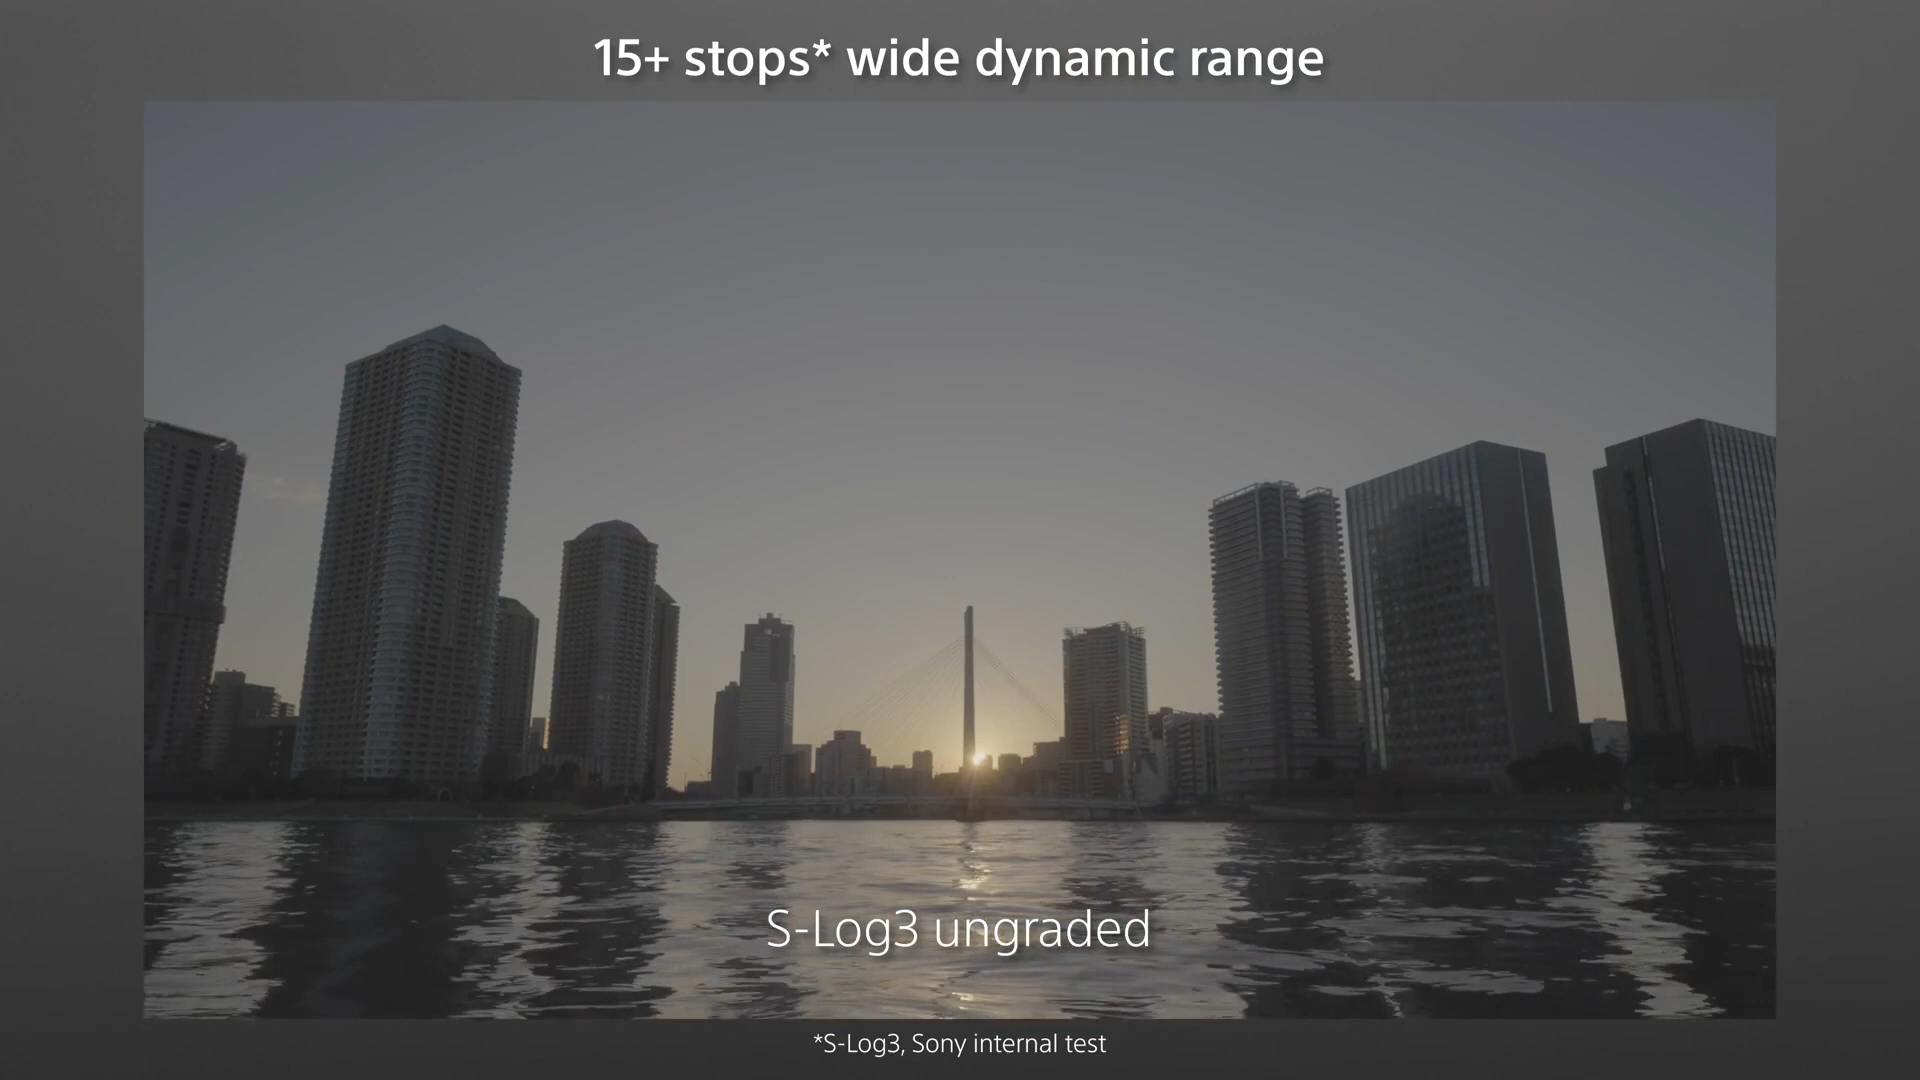 15+ stops* wide dynamic range
S-Log3 ungraded
*S-Log3, Sony internal test